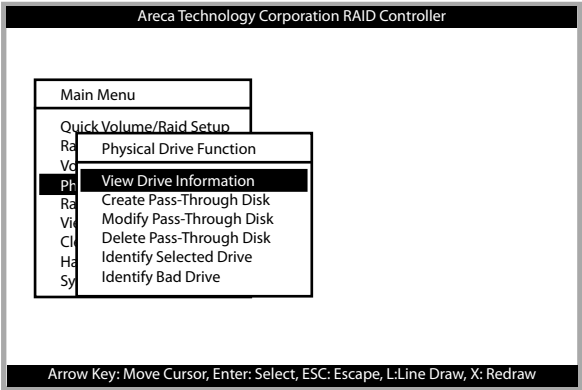 Areca Technology Corporation RAID Controller
Main Menu
Quick Volume/Raid Setup
Ra
Vo
Ph
Ra
Vie
Cle
Ha
Sy
Physical Drive Function
View Drive Information
Create Pass-Through Disk
Modify Pass-Through Disk
Delete Pass-Through Disk
Identify Selected Drive
Identify Bad Drive
Arrow Key: Move Cursor, Enter: Select, ESC: Escape, L:Line Draw, X: Redraw